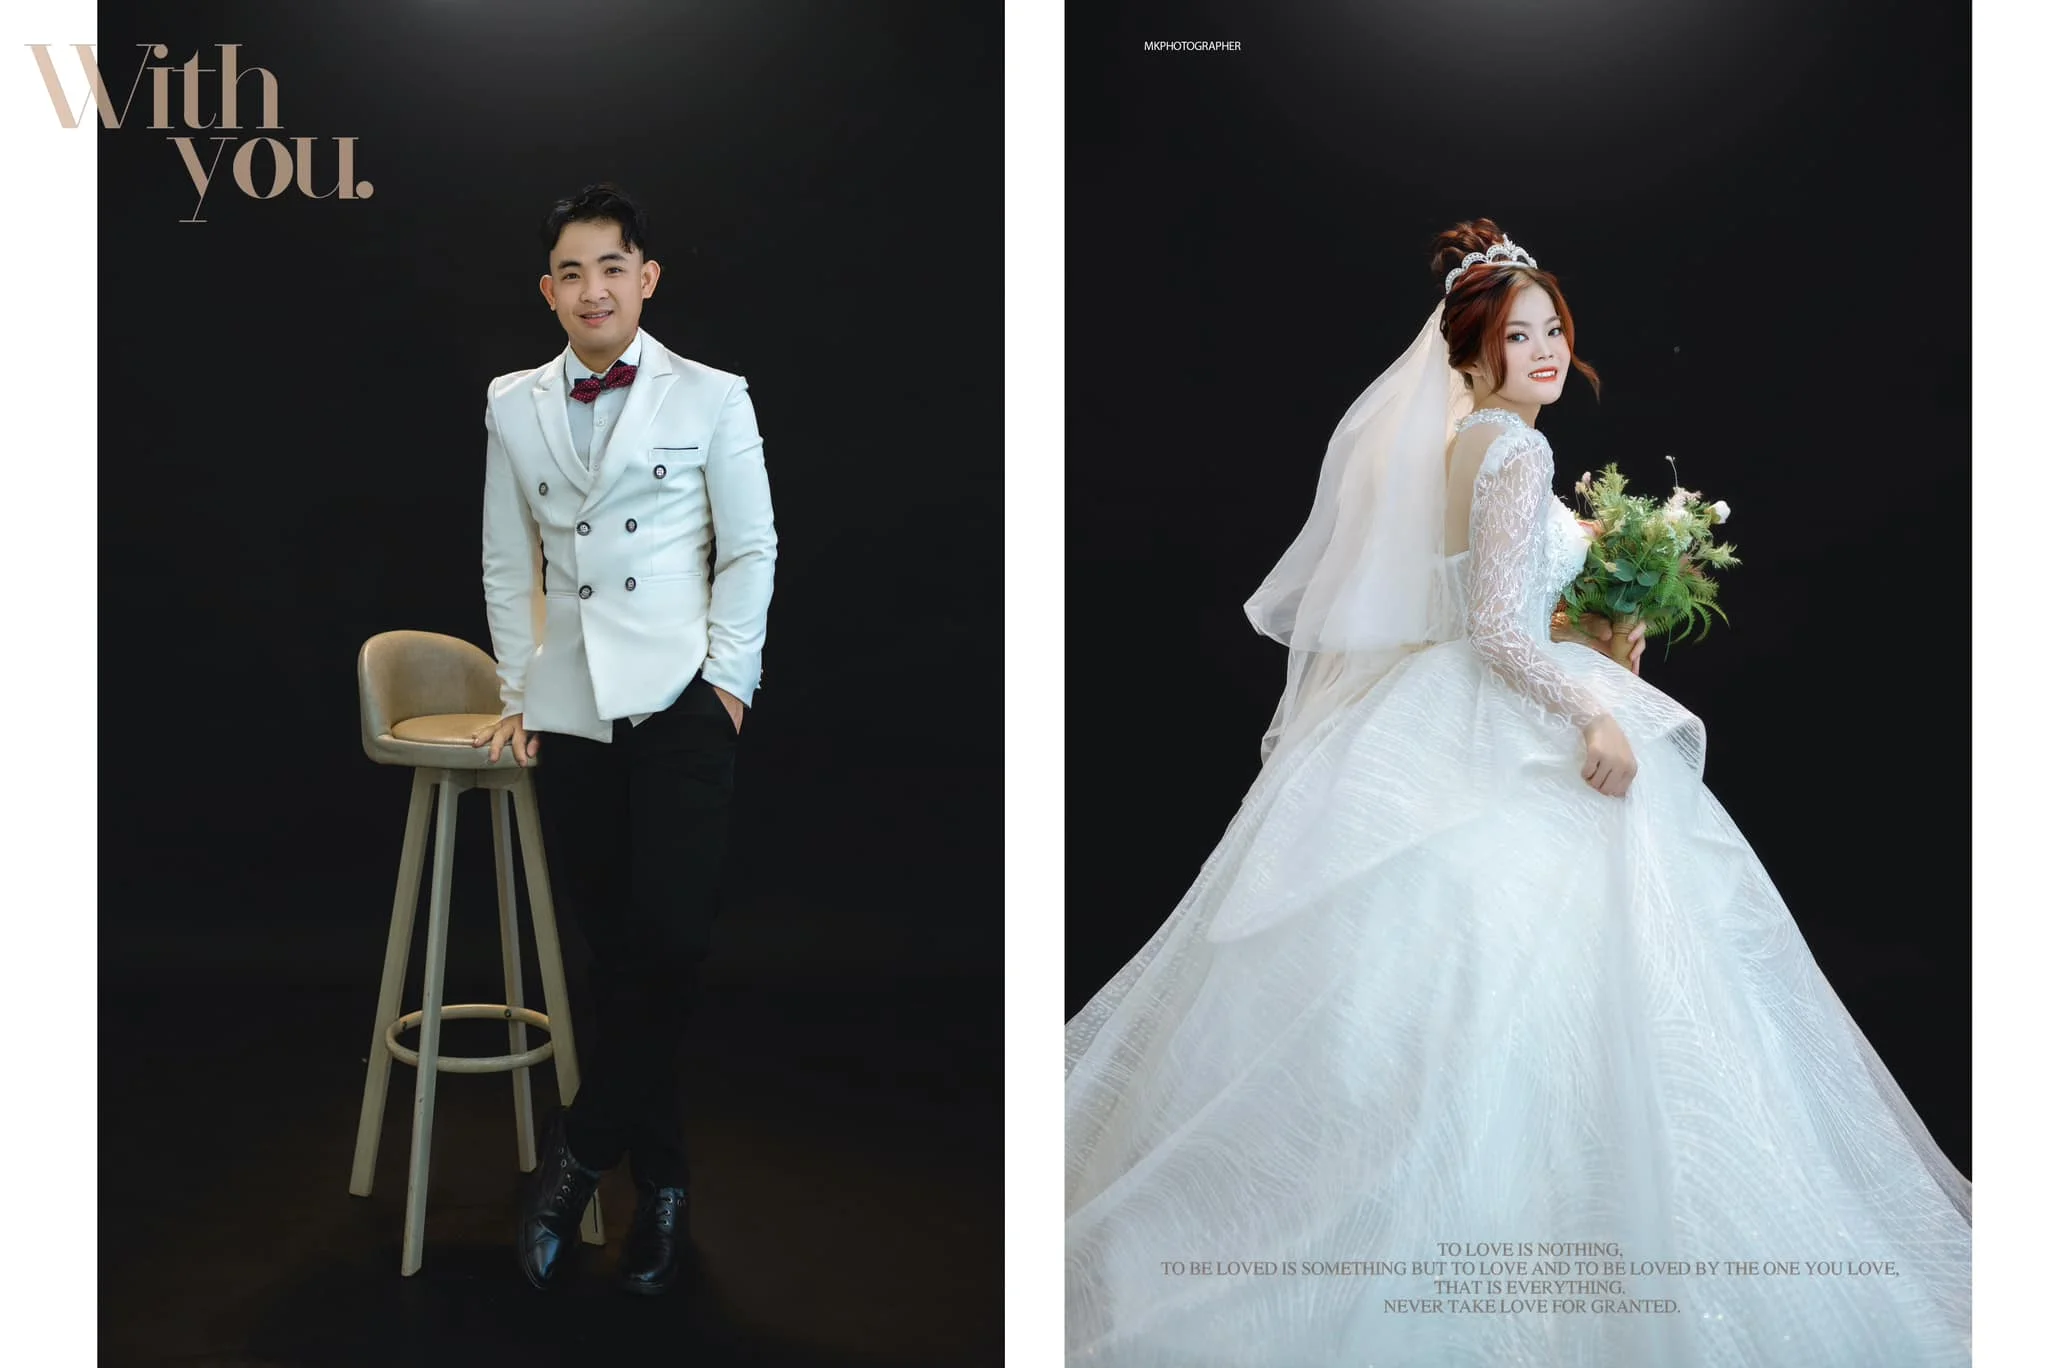 With
you.
MKPHOTOGRAPHER
TO LOVE IS NOTHING,
TO BE LOVED IS SOMETHING BUT TO LOVE AND TO BE LOVED BY THE ONE YOU LOVE,
THAT IS EVERYTHING.
NEVER TAKE LOVE FOR GRANTED.